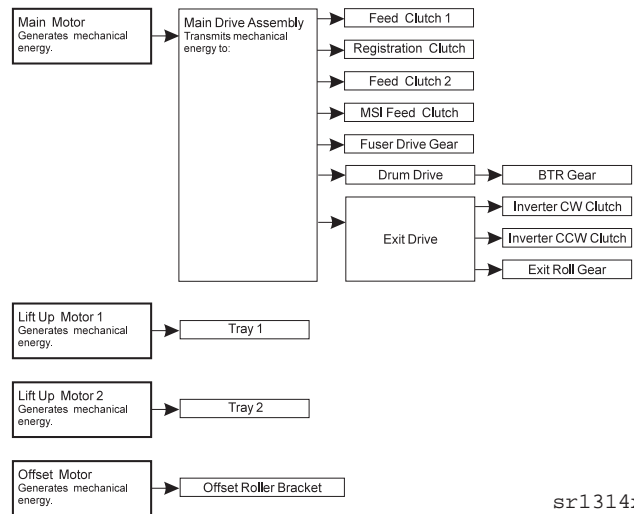 Main Motor
Generates mechanical
energy.
Main Drive Assembly
Transmits mechanical
energy to:
Feed Clutch 1
Registration Clutch
Feed Clutch 2
MSI Feed Clutch
Fuser Drive Gear
Drum Drive
BTR Gear
Exit Drive
Inverter CW Clutch
Inverter CCW Clutch
Exit Roll Gear
Lift Up Motor 1
Generates mechanical
energy.
Tray 1
Lift Up Motor 2
Generates mechanical
energy.
Tray 2
Offset Motor
Generates mechanical
energy.
Offset Roller Bracket